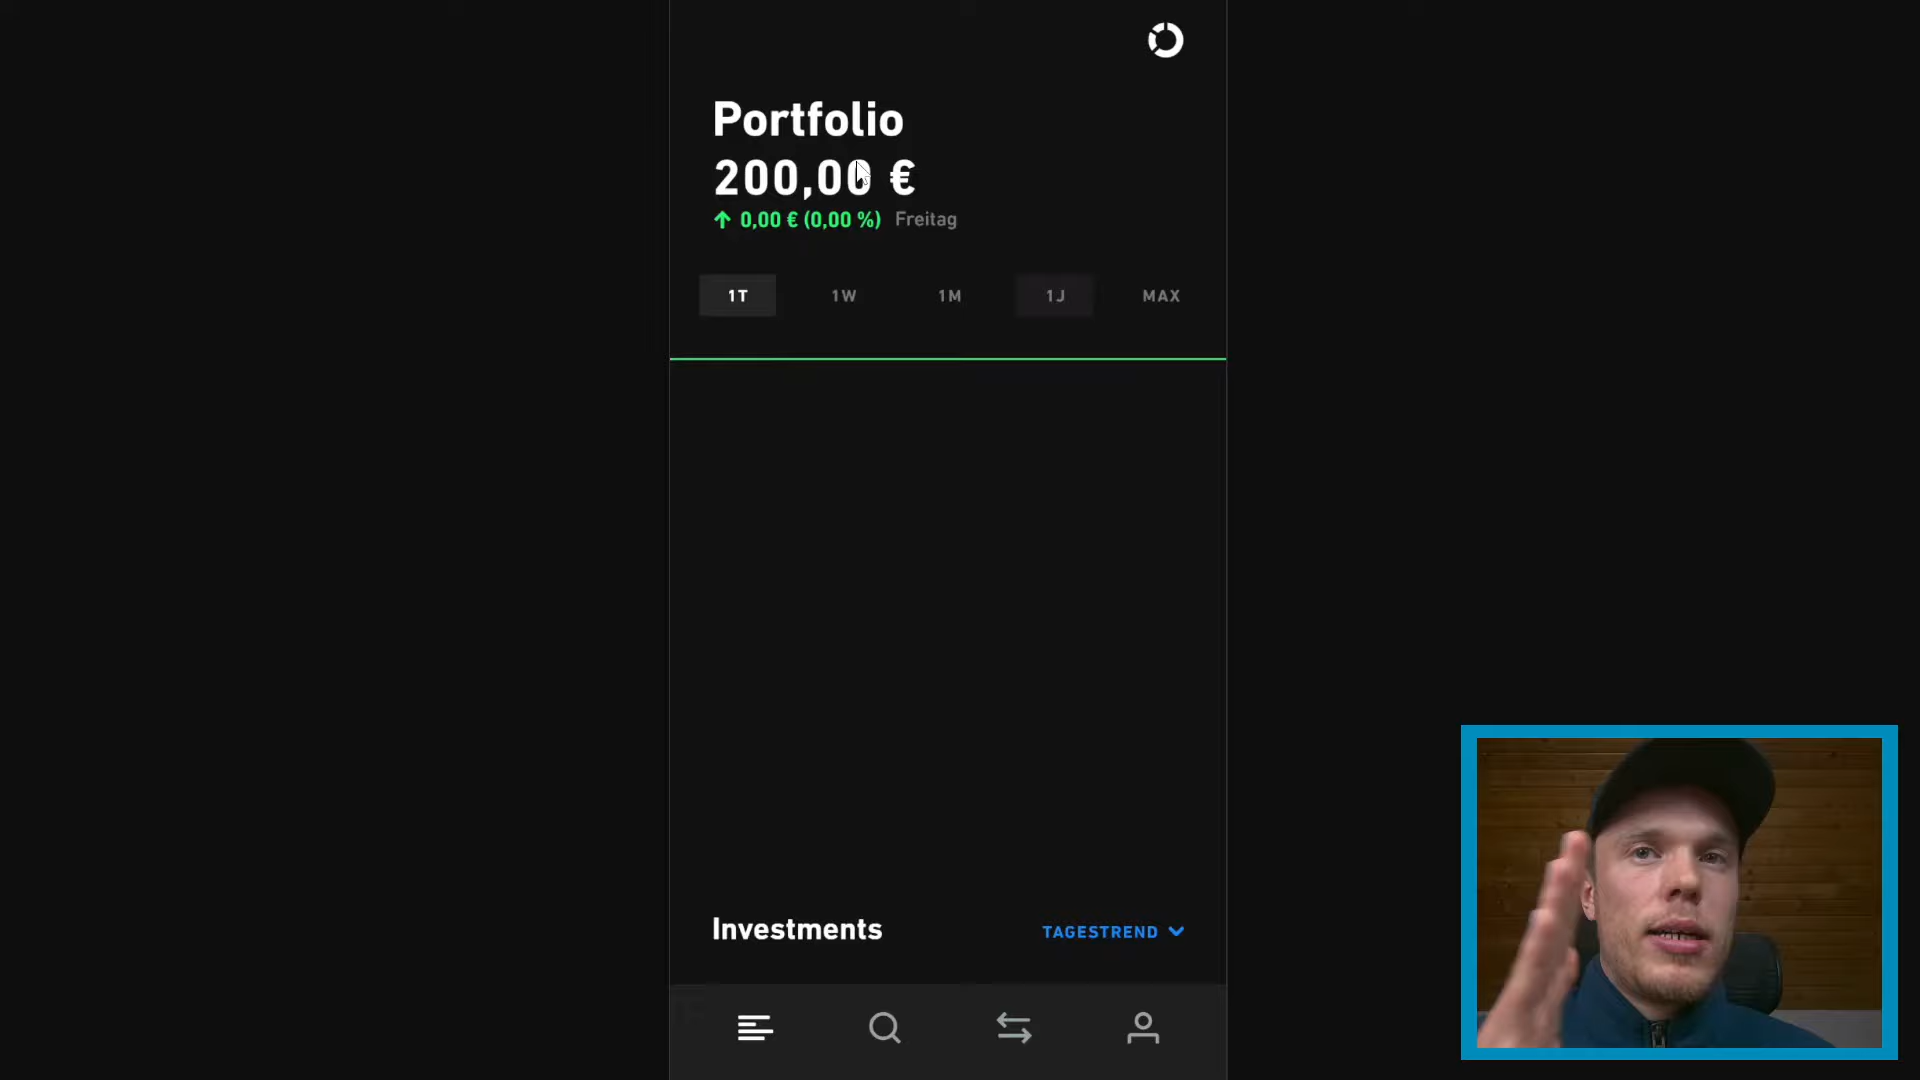 Portfolio
200,00 €
0,00 € (0,00 %) Freitag
1T 1W 1M 1J MAX
Investments TAGESTREND